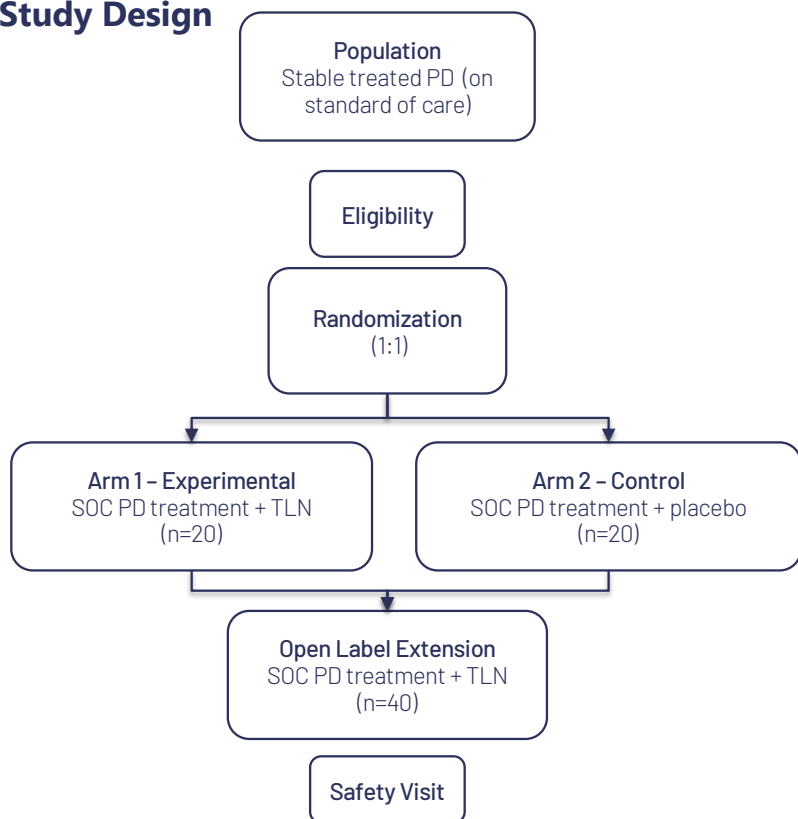 Study Design
Population
Stable treated PD (on
standard of care)
Eligibility
Randomization
(1:1)
Arm 1 – Experimental
SOC PD treatment + TLN
(n=20)
Arm 2 – Control
SOC PD treatment + placebo
(n=20)
Open Label Extension
SOC PD treatment + TLN
(n=40)
Safety Visit